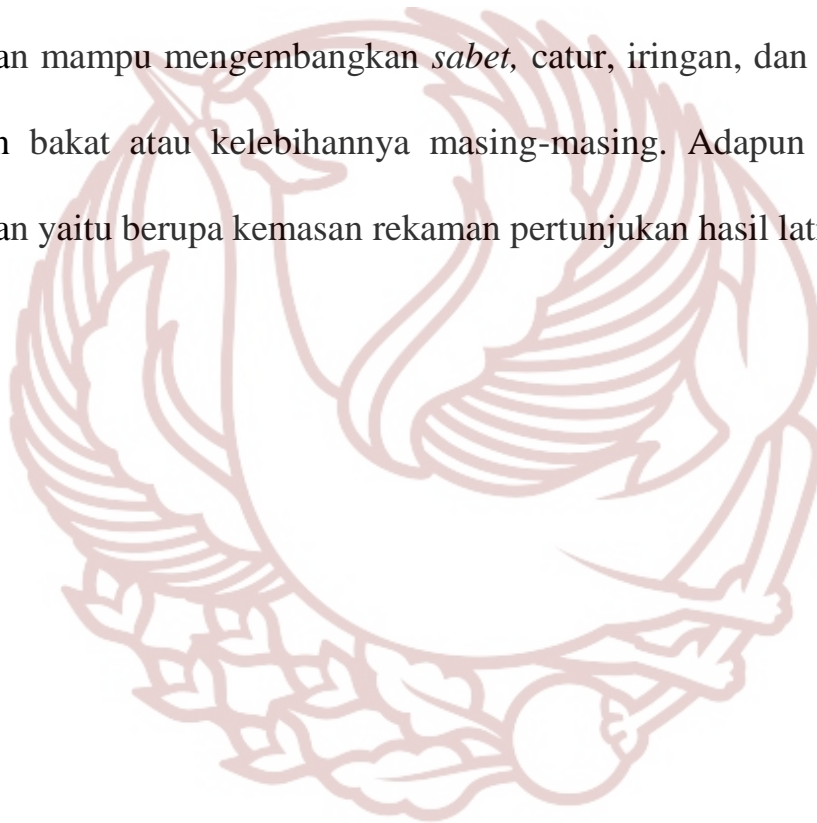 an mampu mengembangkan sabet, catur, iringan, dan
bakat atau kelebihannya masing-masing. Adapun
an yaitu berupa kemasan rekaman pertunjukan hasil